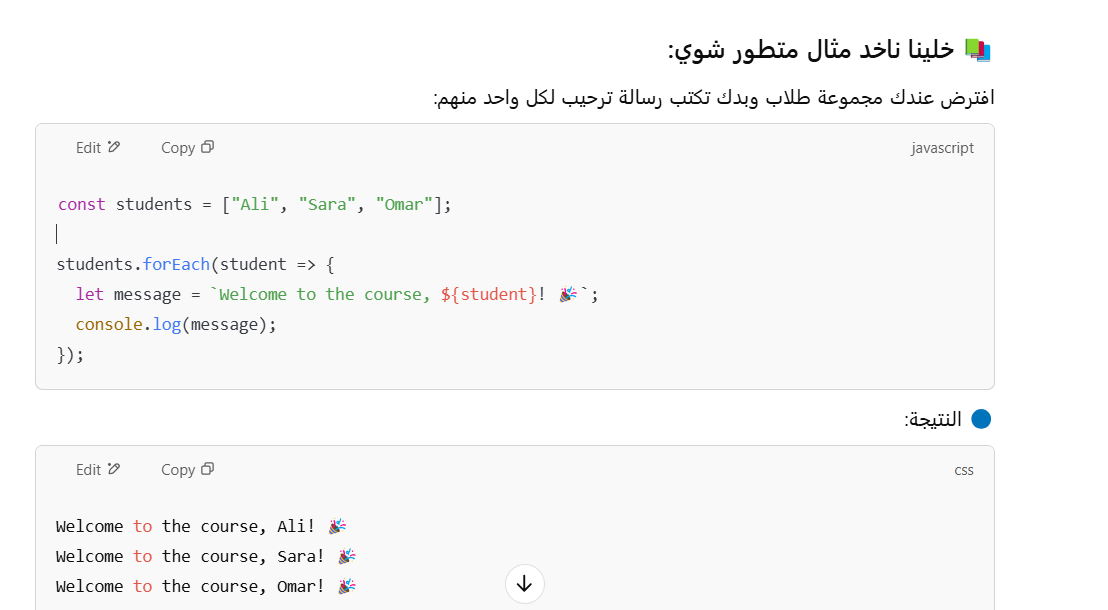 📚 خلينا ناخد مثال متطور شوي:
افترض عندك مجموعة طلاب وبدك تكتب رسالة ترحيب لكل واحد منهم:
javascript
Copy
Edit
const students = ["Ali", "Sara", "Omar"];
students.forEach(student => {
  let message = `Welcome to the course, ${student}! 🎉`;
  console.log(message);
});
🔵 النتيجة:
css
Copy
Edit
Welcome to the course, Ali! 🎉
Welcome to the course, Sara! 🎉
Welcome to the course, Omar! 🎉